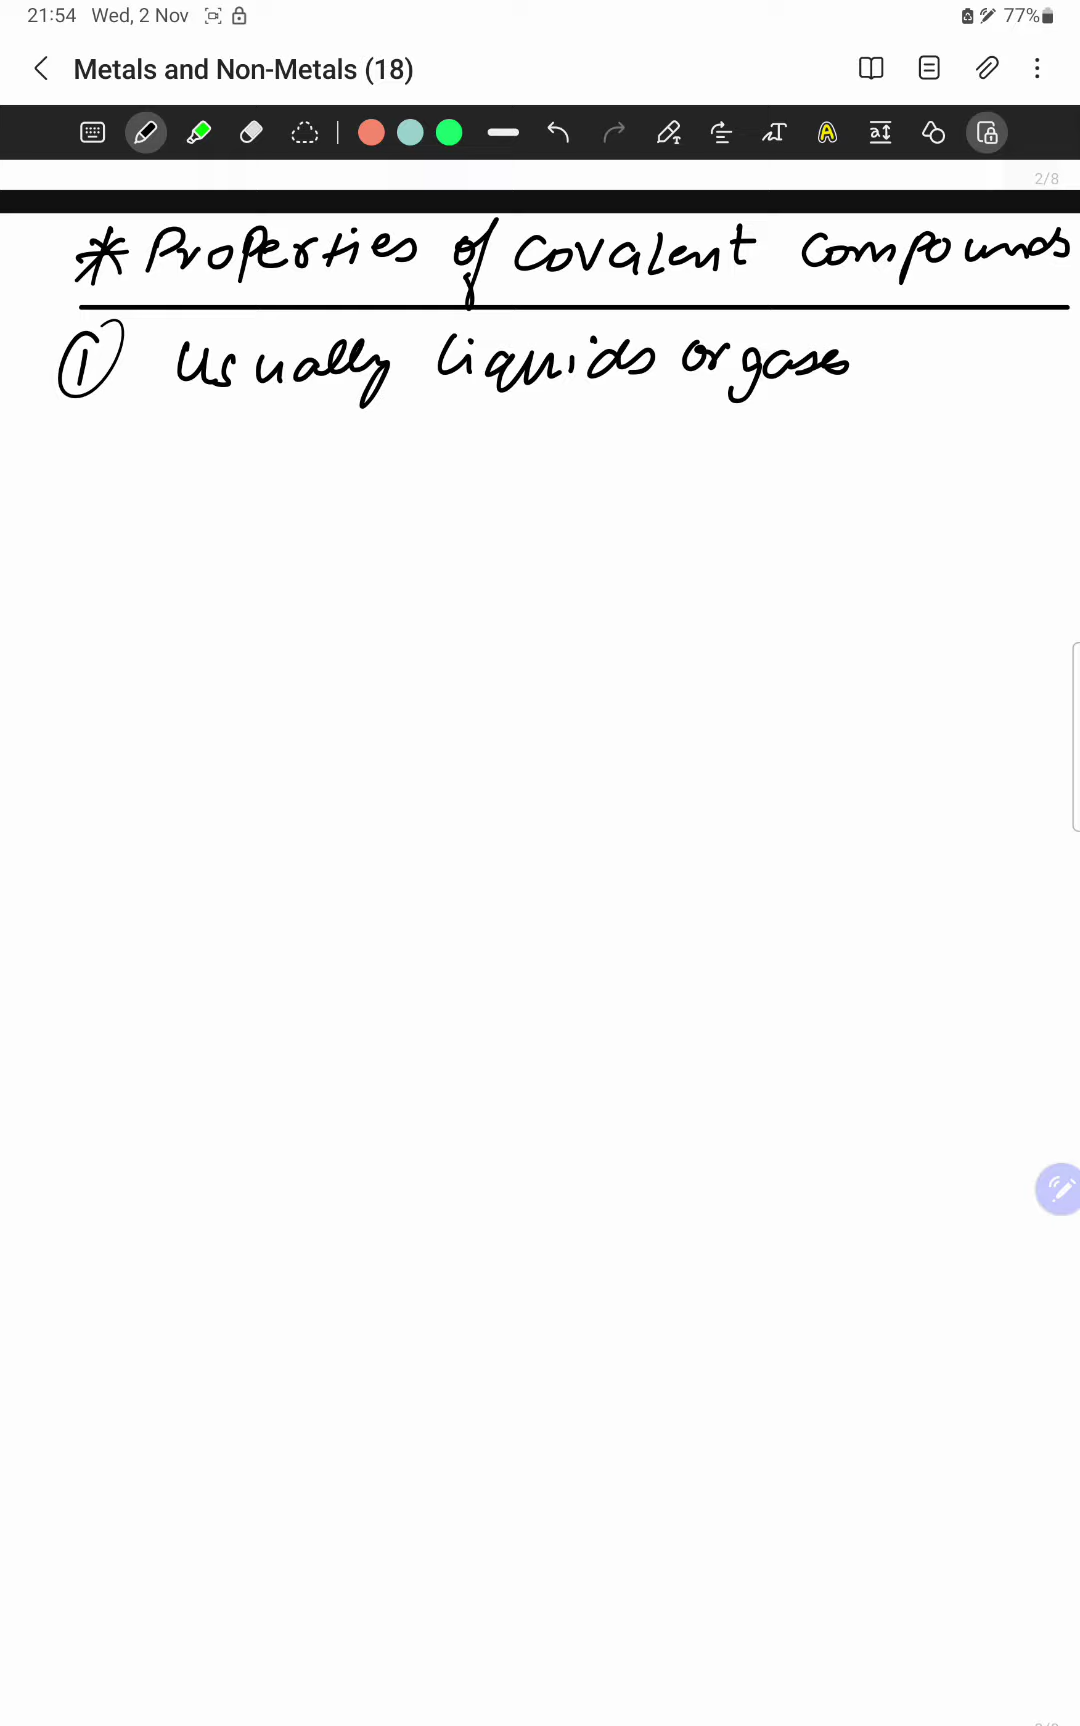 21:54 Wed, 2 Nov 77%
Metals and Non-Metals (18)
2/8
* Properties of Covalent Compounds
① Usually liquids or gases